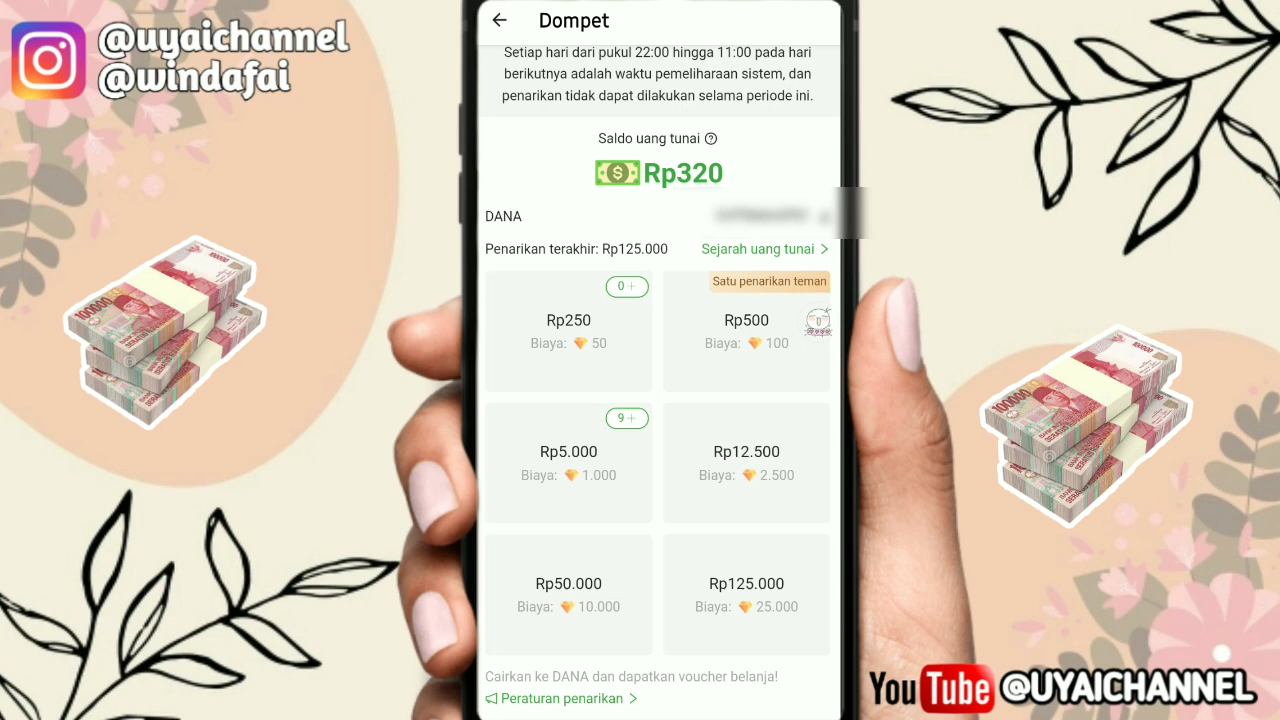 @uyaichannel
@windafai
Dompet
Setiap hari dari pukul 22:00 hingga 11:00 pada hari
berikutnya adalah waktu pemeliharaan sistem, dan
penarikan tidak dapat dilakukan selama periode ini.
Saldo uang tunai
Rp320
DANA
Penarikan terakhir: Rp125.000
Sejarah uang tunai >
0 +
Satu penarikan teman
Rp250
Rp500
Biaya: 50
Biaya: 100
9 +
Rp5.000
Rp12.500
Biaya: 1.000
Biaya: 2.500
Rp50.000
Rp125.000
Biaya: 10.000
Biaya: 25.000
Cairkan ke DANA dan dapatkan voucher belanja!
Peraturan penarikan >
100000
100000
100000
100000
YouTube @UYAICHANNEL